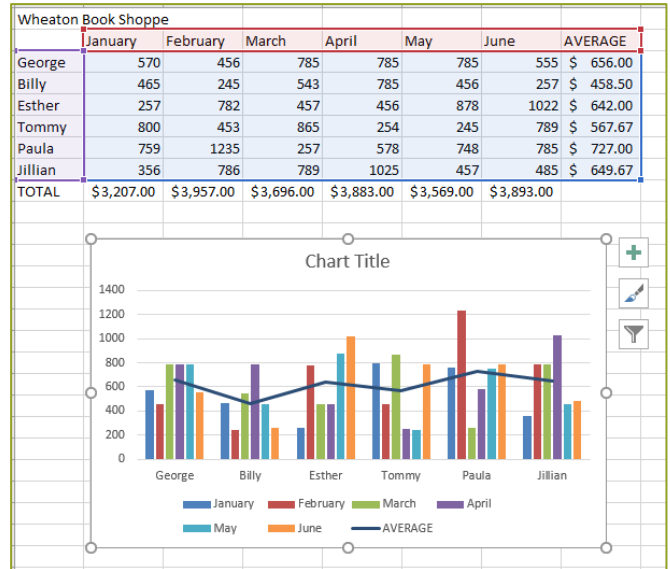 Wheaton Book Shoppe
January February March April May June AVERAGE
George 570 456 785 785 785 555 $ 656.00
Billy 465 245 543 785 456 257 $ 458.50
Esther 257 782 457 456 878 1022 $ 642.00
Tommy 800 453 865 254 245 789 $ 567.67
Paula 759 1235 257 578 748 785 $ 727.00
Jillian 356 786 789 1025 457 485 $ 649.67
TOTAL $3,207.00 $3,957.00 $3,696.00 $3,883.00 $3,569.00 $3,893.00
Chart Title
1400
1200
1000
800
600
400
200
0
George Billy Esther Tommy Paula Jillian
January February March April
May June AVERAGE